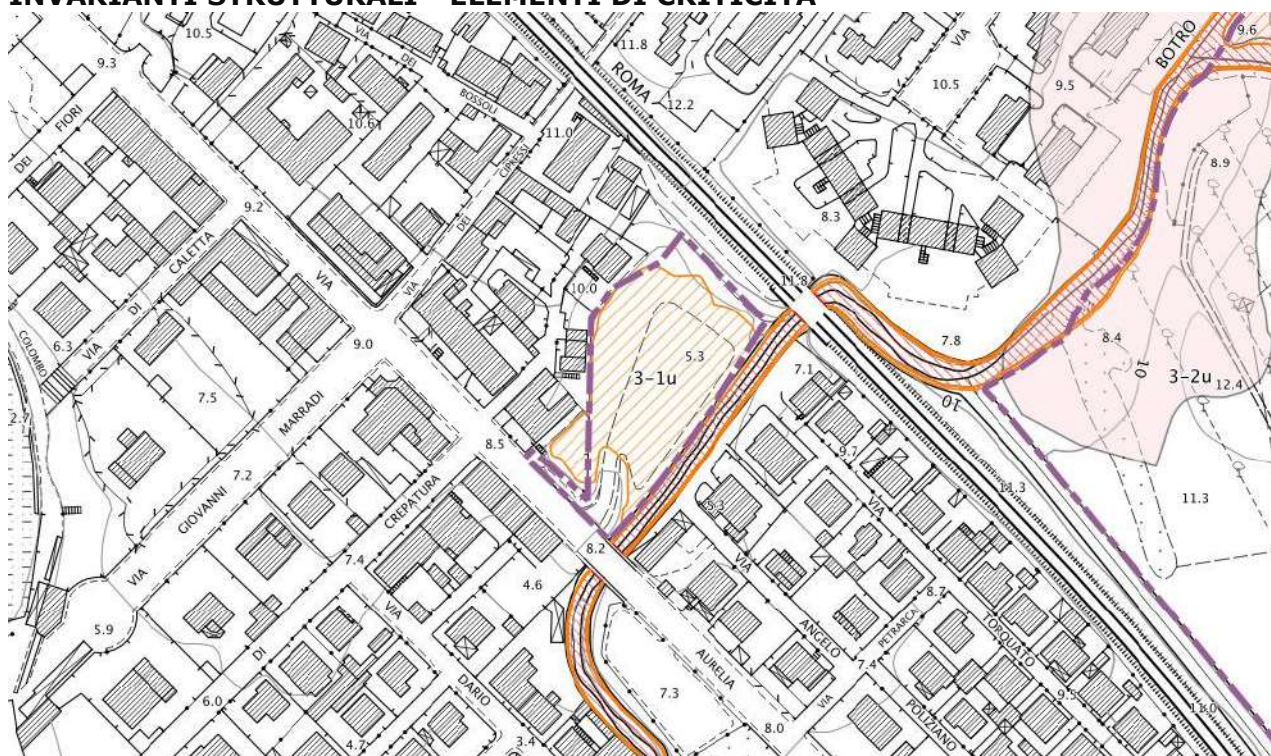 INVARIANTI STRUTTURALI - ELEMENTI DI CRITICITÀ
10.5
9.3
VIA DEI BOSSOLI
11.8
ROMA
12.2
VIA
10.5
9.5
BOTRO
9.6
DEI FIORI
10.6
11.0
VIA DEI CIPRESSI
8.9
9.2
8.3
VIA DI CALETTA
VIA
10.0
11.8
COLOMBO
6.3
9.0
5.3
7.8
8.4
3-1u
7.1
10
3-2u
12.4
7.5
10
2.7
VIA GIOVANNI MARRADI
7.2
8.5
9.7
11.3
11.3
VIA DI CREPATURA
5.3
7.4
8.2
VIA ANGELO POLIZIANO
4.6
8.7
VIA PETRARCA
VIA TORQUATO
5.9
VIA DARIO
AURELIA
7.4
7.3
9.5
6.0
11.0
8.0
4.7
3.4